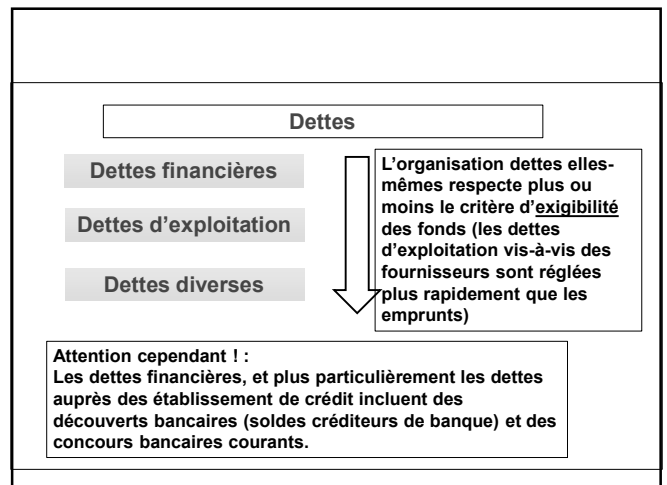 Dettes
Dettes financières
Dettes d'exploitation
Dettes diverses
L'organisation dettes elles-
mêmes respecte plus ou
moins le critère d'exigibilité
des fonds (les dettes
d'exploitation vis-à-vis des
fournisseurs sont réglées
plus rapidement que les
emprunts)
Attention cependant ! :
Les dettes financières, et plus particulièrement les dettes
auprès des établissement de crédit incluent des
découverts bancaires (soldes créditeurs de banque) et des
concours bancaires courants.